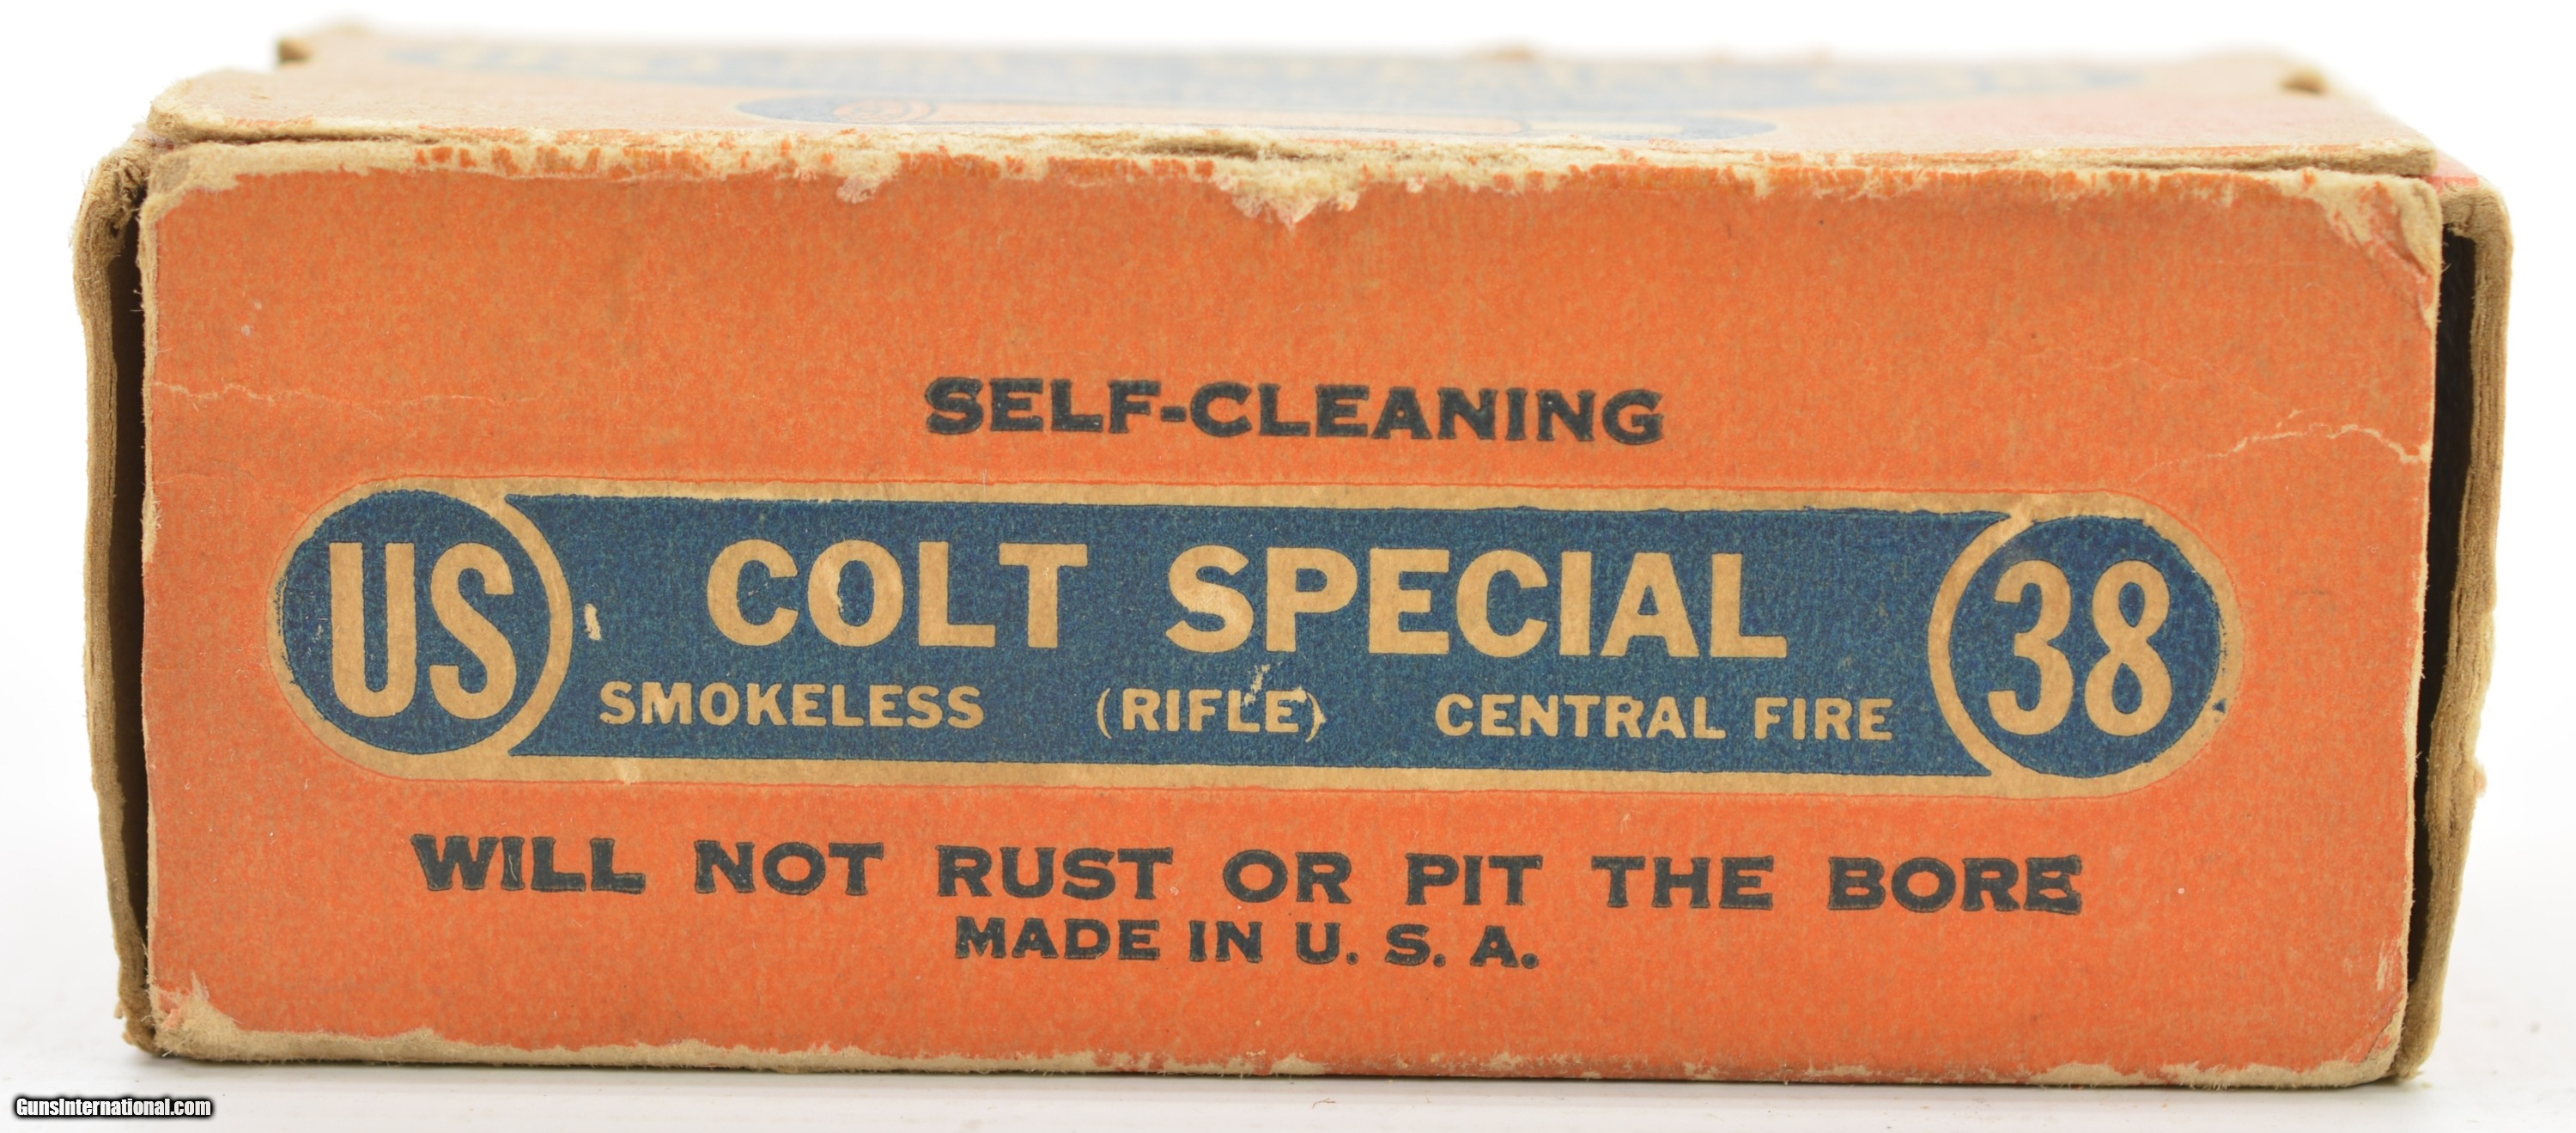 SELF-CLEANING
US COLT SPECIAL 38
SMOKELESS (RIFLE) CENTRAL FIRE
WILL NOT RUST OR PIT THE BORE
MADE IN U. S. A.
GunsInternational.com